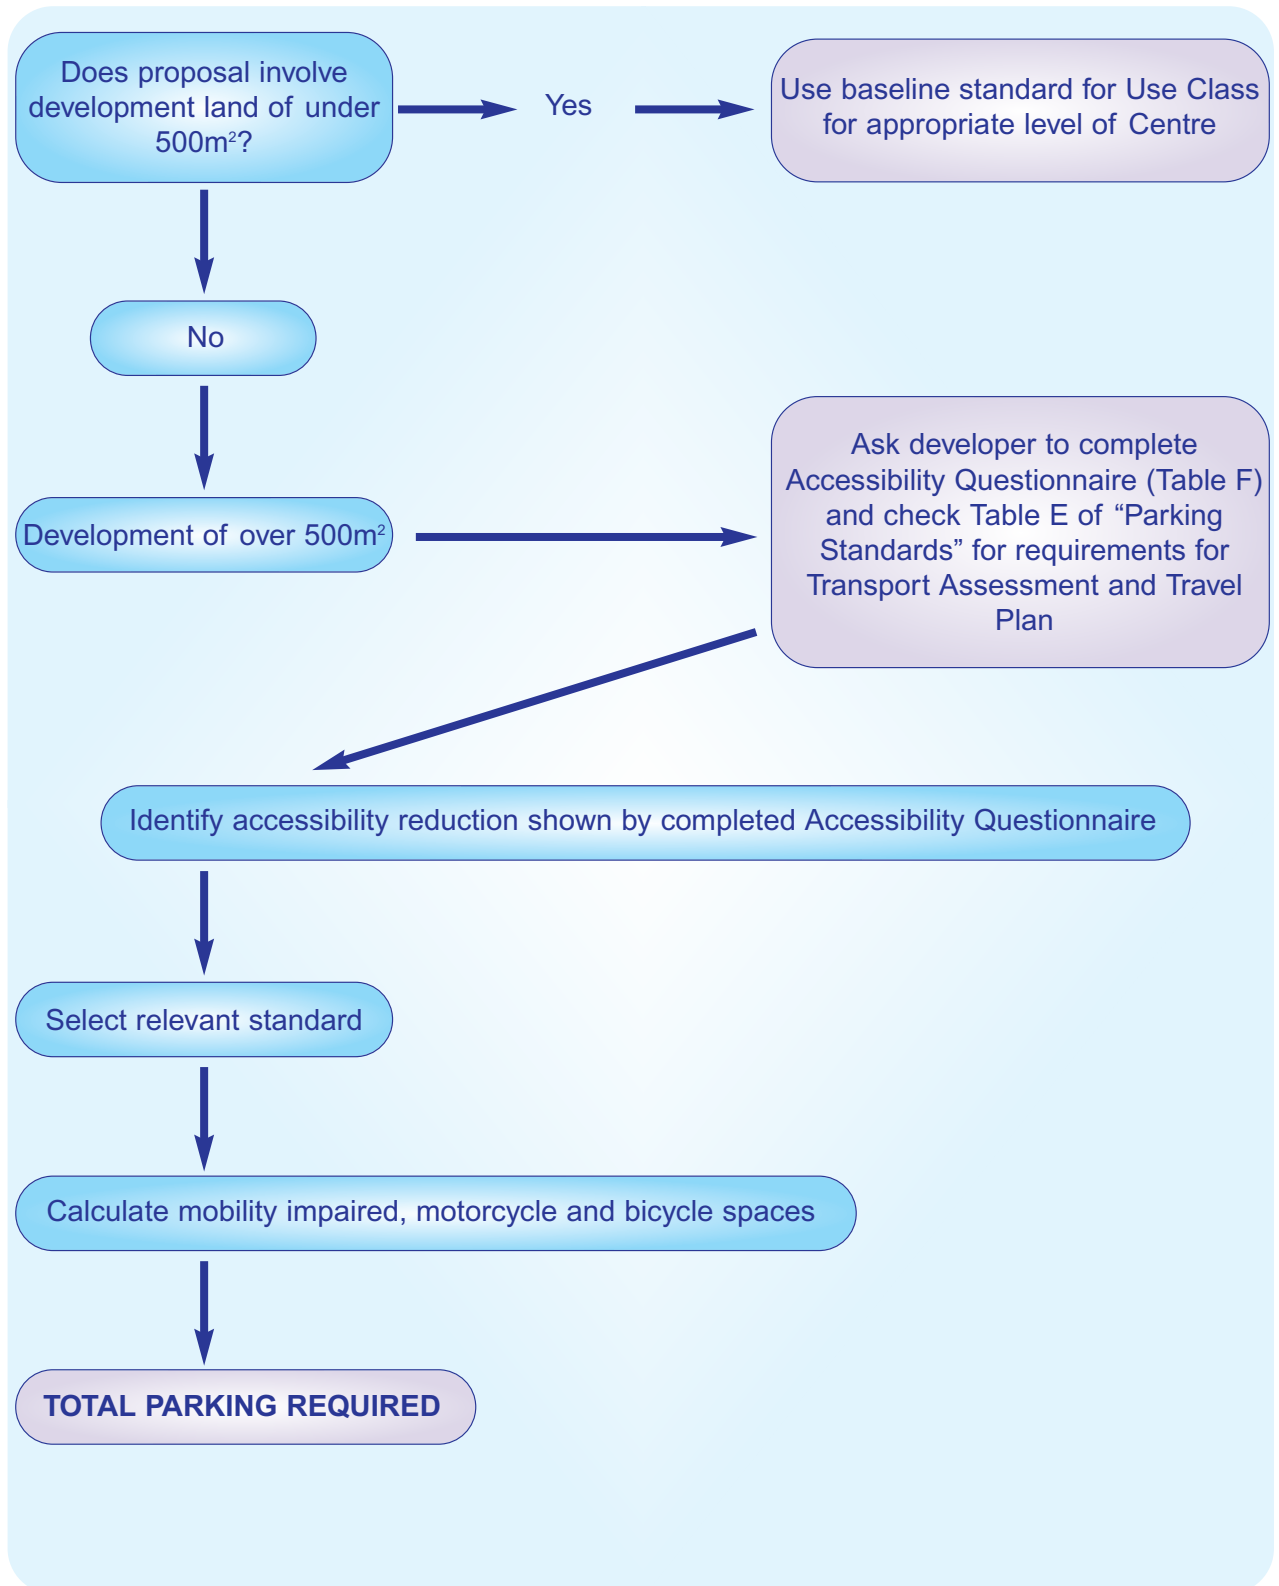 Does proposal involve
development land of under
500m²?
Yes
Use baseline standard for Use Class
for appropriate level of Centre
No
Development of over 500m²
Ask developer to complete
Accessibility Questionnaire (Table F)
and check Table E of “Parking
Standards” for requirements for
Transport Assessment and Travel
Plan
Identify accessibility reduction shown by completed Accessibility Questionnaire
Select relevant standard
Calculate mobility impaired, motorcycle and bicycle spaces
TOTAL PARKING REQUIRED